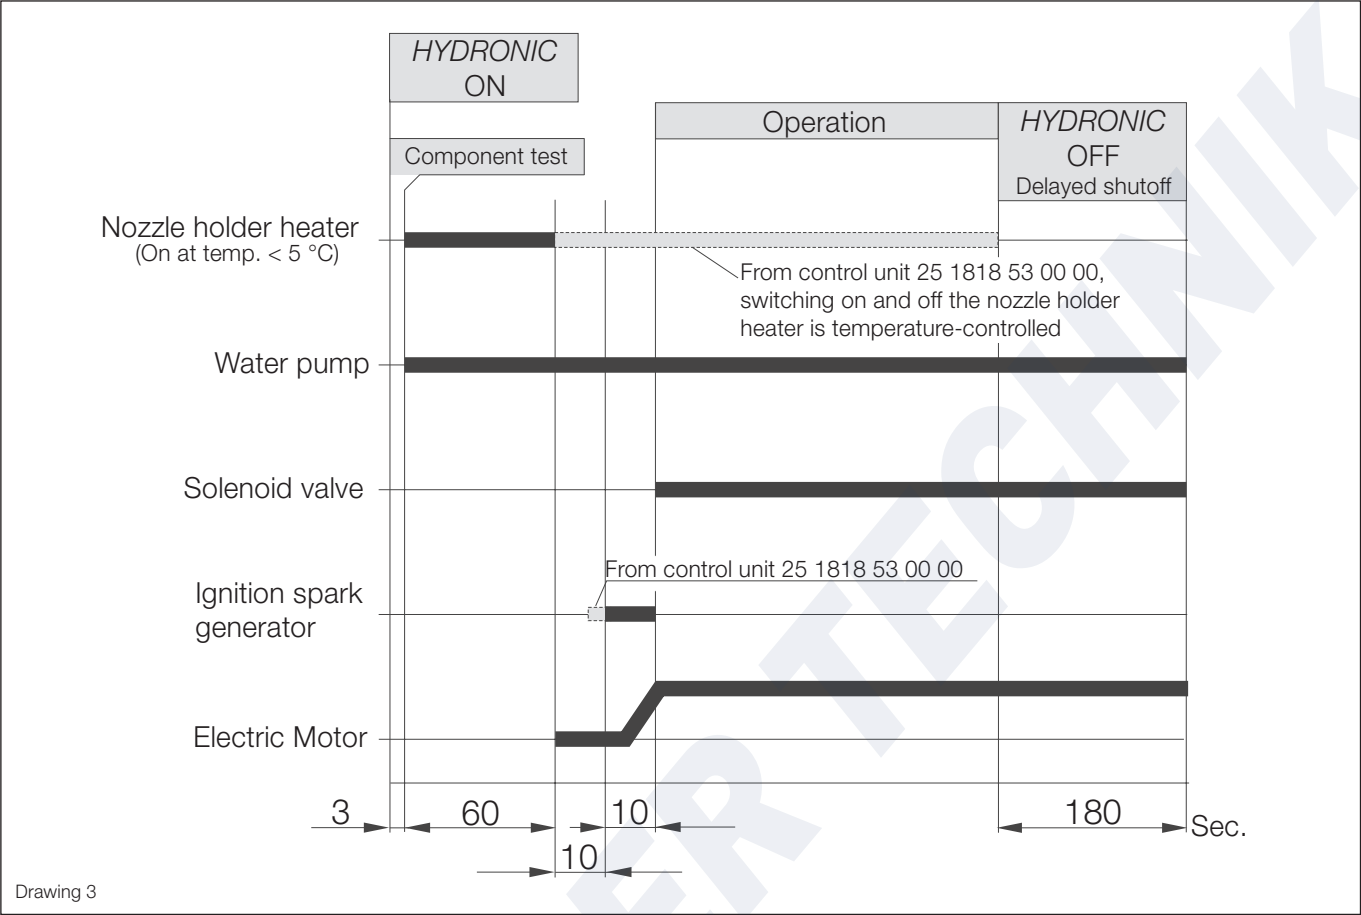 HYDRONIC
ON
Operation
HYDRONIC
OFF
Delayed shutoff
Component test
Nozzle holder heater
(On at temp. < 5 °C)
From control unit 25 1818 53 00 00,
switching on and off the nozzle holder
heater is temperature-controlled
Water pump
Solenoid valve
From control unit 25 1818 53 00 00
Ignition spark
generator
Electric Motor
3
60
10
180
Sec.
10
Drawing 3
ER TECHNIK